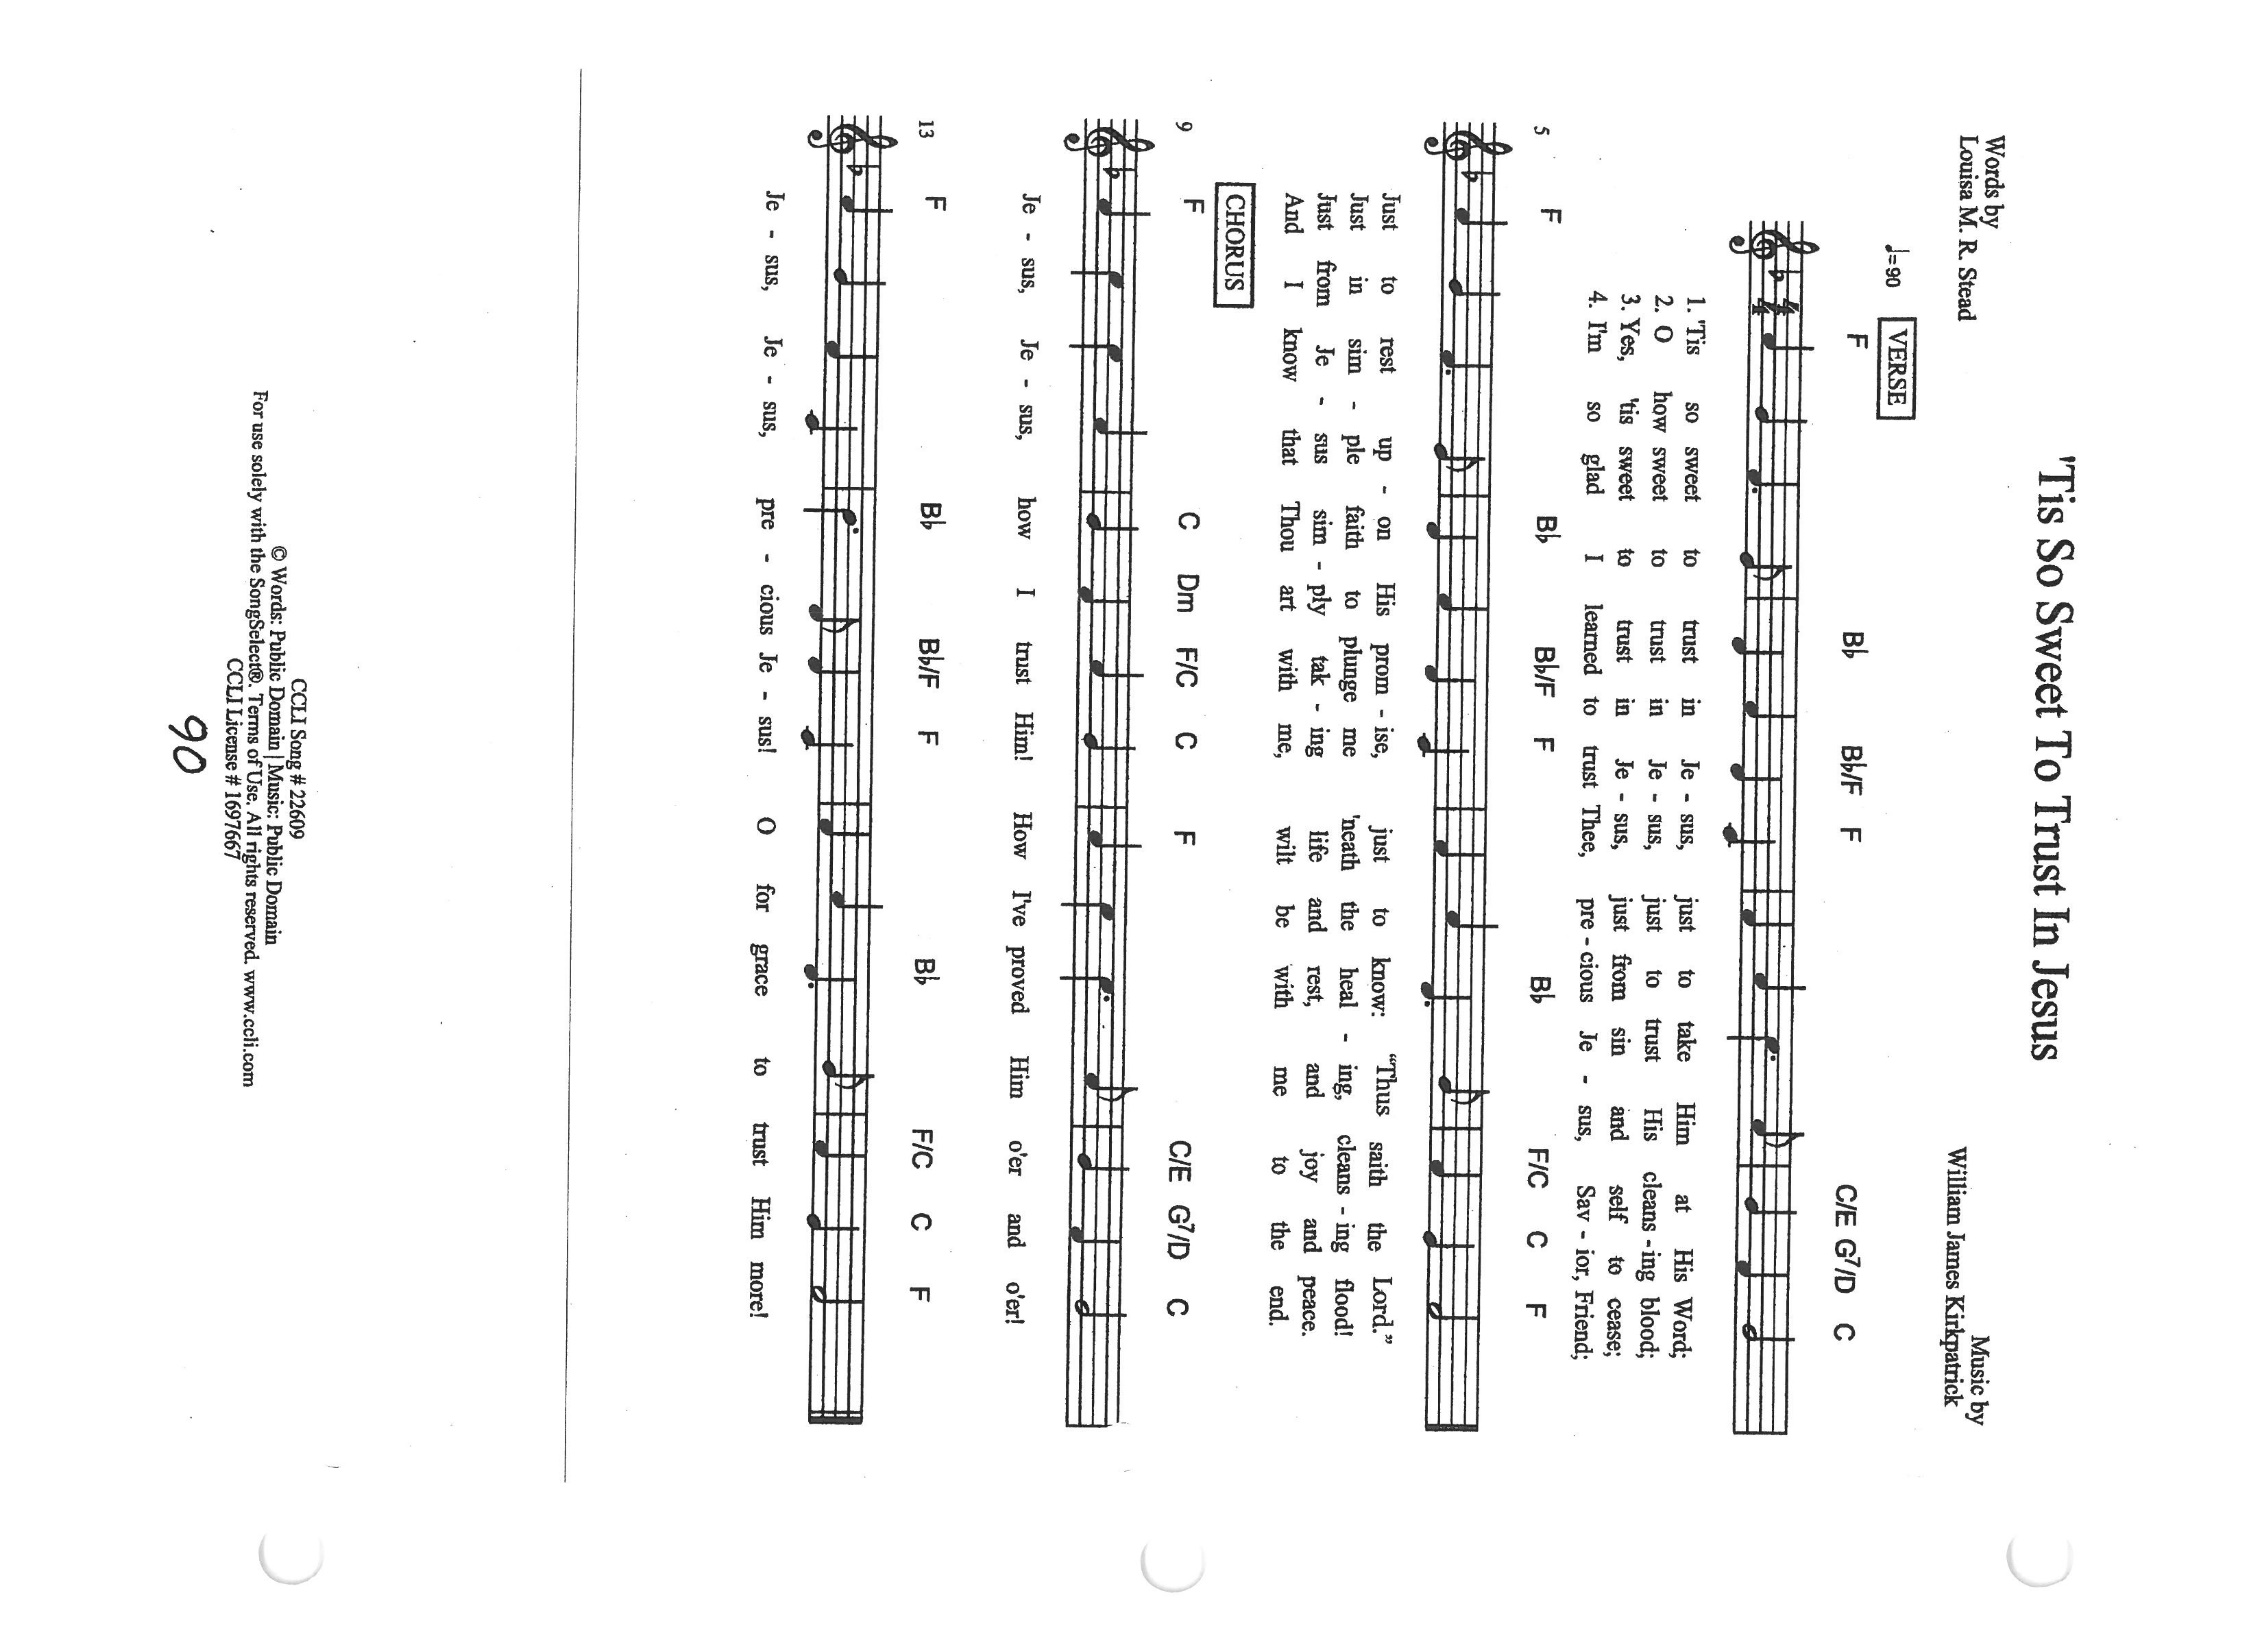 'Tis So Sweet To Trust In Jesus
Words by
Louisa M. R. Stead
Music by
William James Kirkpatrick
♩=90 VERSE
F B♭ B♭/F F C/E G7/D C
1. 'Tis so sweet to trust in Je - sus, just to take Him at His Word;
2. O how sweet to trust in Je - sus, just to trust His cleans - ing blood;
3. Yes, 'tis sweet to trust in Je - sus, just from sin and self to cease;
4. I'm so glad I learned to trust Thee, pre - cious Je - sus, Sav - ior, Friend;
5 F B♭ B♭/F F B♭ F/C C F
Just to rest up - on His prom - ise, just to know: “Thus saith the Lord.”
Just in sim - ple faith to plunge me 'neath the heal - ing, cleans - ing flood!
Just from Je - sus sim - ply tak - ing life and rest, and joy and peace.
And I know that Thou art with me, wilt be with me to the end.
CHORUS
9 F C Dm F/C C F C/E G7/D C
Je - sus, Je - sus, how I trust Him! How I've proved Him o'er and o'er!
13 F B♭ B♭/F F B♭ F/C C F
Je - sus, Je - sus, pre - cious Je - sus! O for grace to trust Him more!
CCLI Song # 22609
© Words: Public Domain | Music: Public Domain
For use solely with the SongSelect®. Terms of Use. All rights reserved. www.ccli.com
CCLI License # 1697667
90